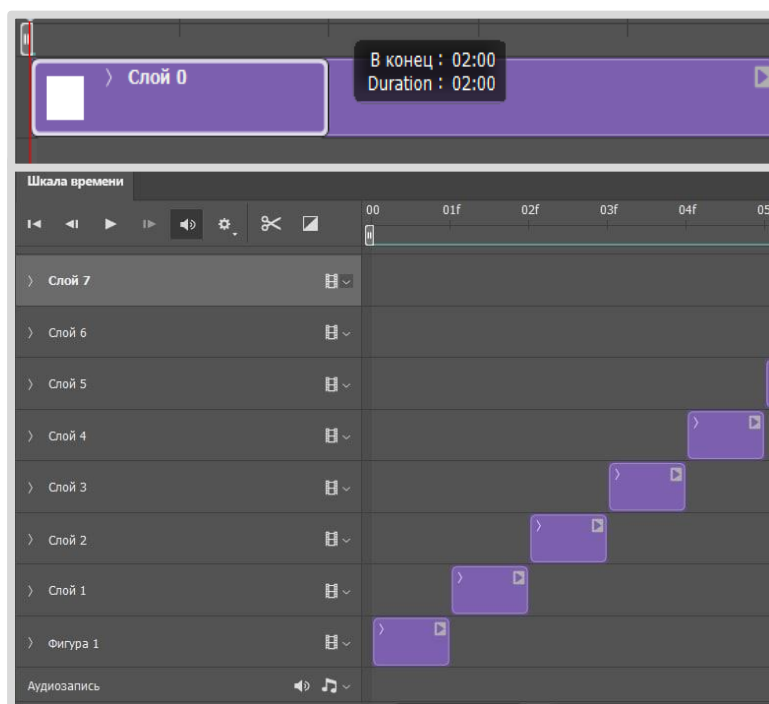 Слой 0
В конец : 02:00
Duration : 02:00
Шкала времени
00 01f 02f 03f 04f 05
Слой 7
Слой 6
Слой 5
Слой 4
Слой 3
Слой 2
Слой 1
Фигура 1
Аудиозапись